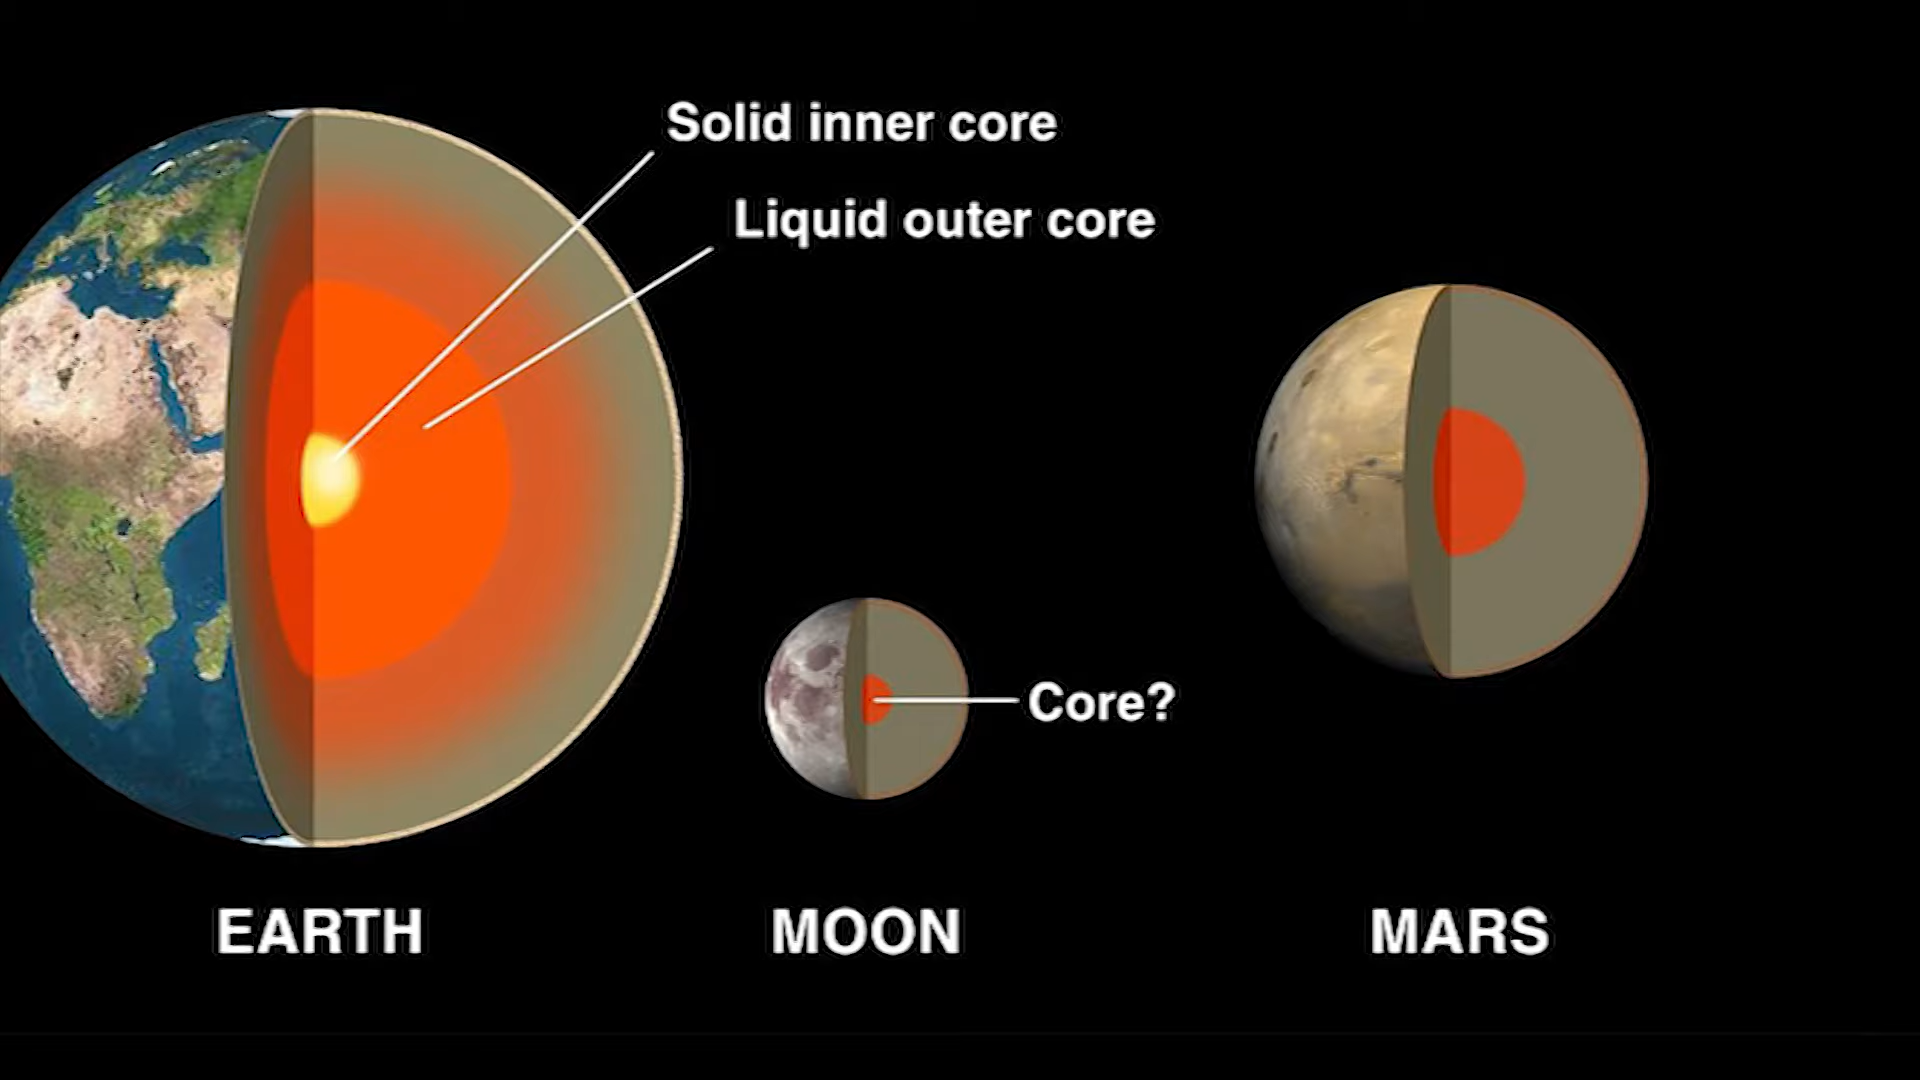 Solid inner core
Liquid outer core
Core?
EARTH
MOON
MARS